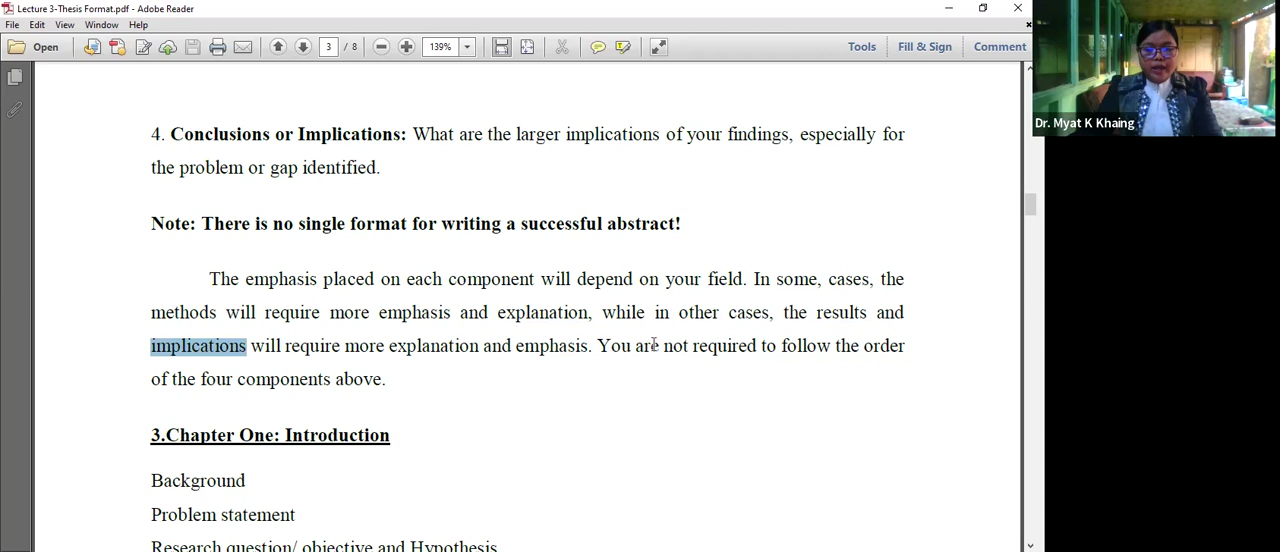 Lecture 3-Thesis Format.pdf - Adobe Reader
File Edit View Window Help
Open 3 / 8 139% Tools Fill & Sign Comment
Dr. Myat K Khaing
4. Conclusions or Implications: What are the larger implications of your findings, especially for
the problem or gap identified.
Note: There is no single format for writing a successful abstract!
The emphasis placed on each component will depend on your field. In some, cases, the
methods will require more emphasis and explanation, while in other cases, the results and
implications will require more explanation and emphasis. You are not required to follow the order
of the four components above.
3.Chapter One: Introduction
Background
Problem statement
Research question/ objective and Hypothesis